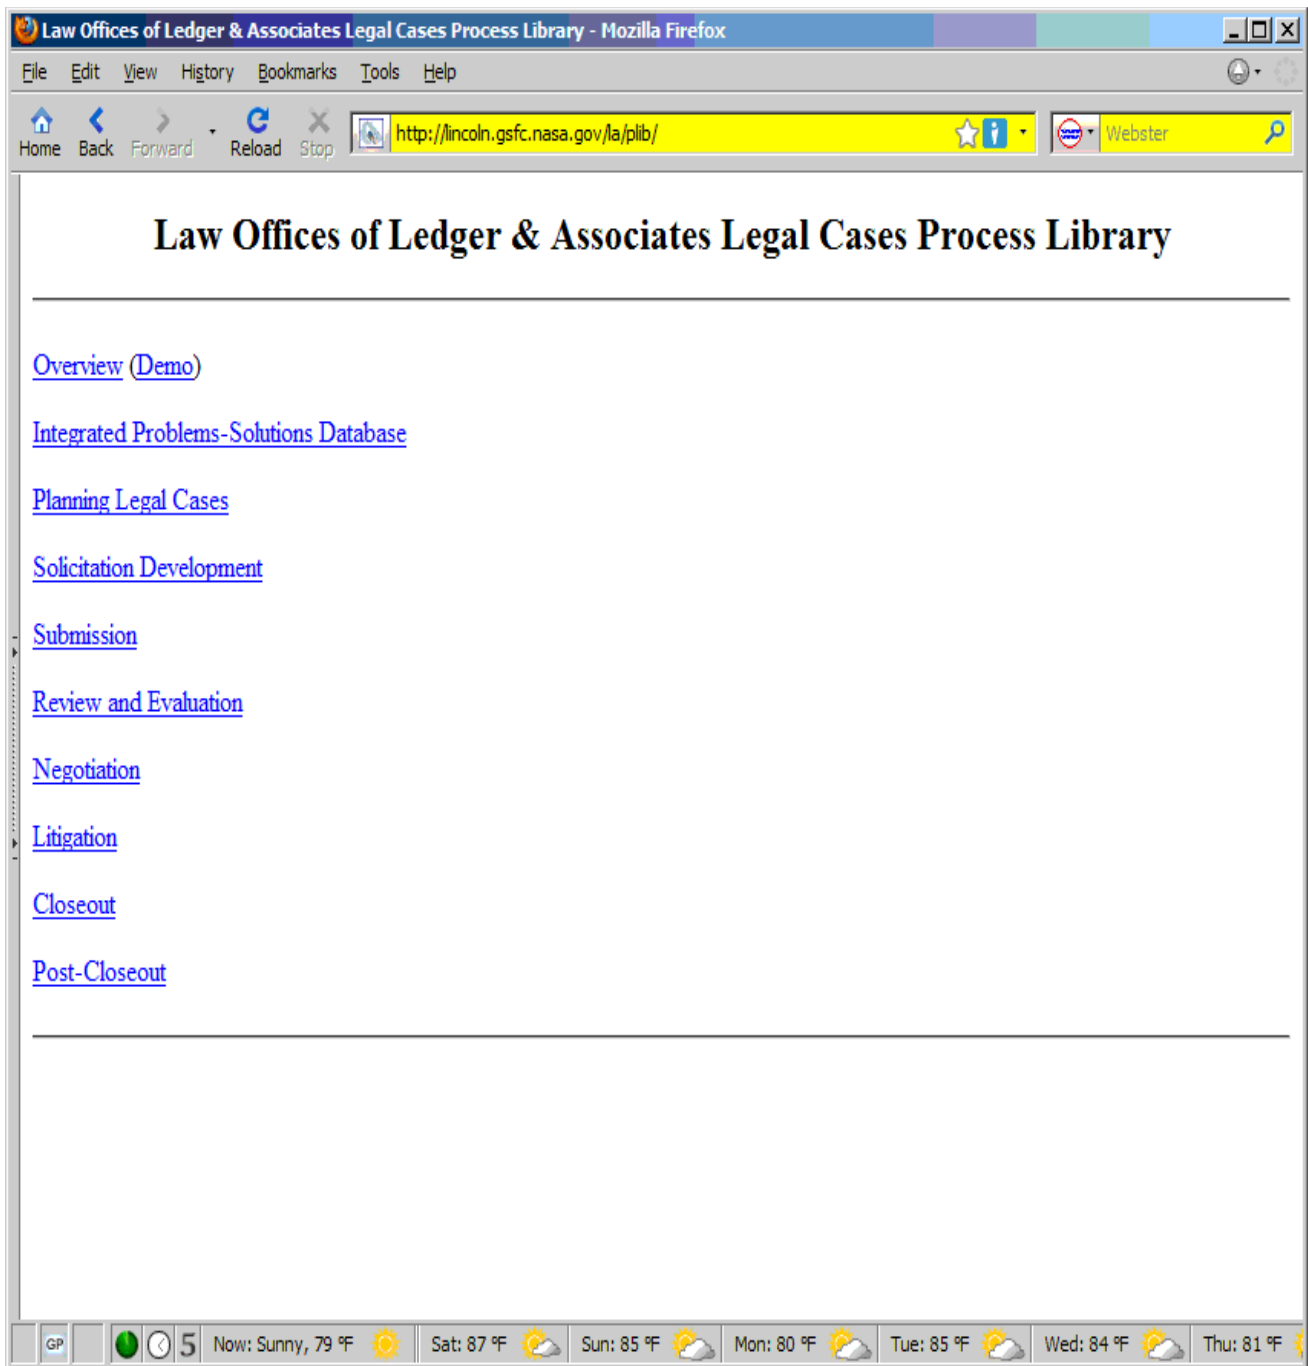 Law Offices of Ledger & Associates Legal Cases Process Library - Mozilla Firefox
File Edit View History Bookmarks Tools Help
Home Back Forward Reload Stop http://lincoln.gsfc.nasa.gov/la/plib/ Webster
Law Offices of Ledger & Associates Legal Cases Process Library
Overview (Demo)
Integrated Problems-Solutions Database
Planning Legal Cases
Solicitation Development
Submission
Review and Evaluation
Negotiation
Litigation
Closeout
Post-Closeout
GP 5 Now: Sunny, 79 °F Sat: 87 °F Sun: 85 °F Mon: 80 °F Tue: 85 °F Wed: 84 °F Thu: 81 °F